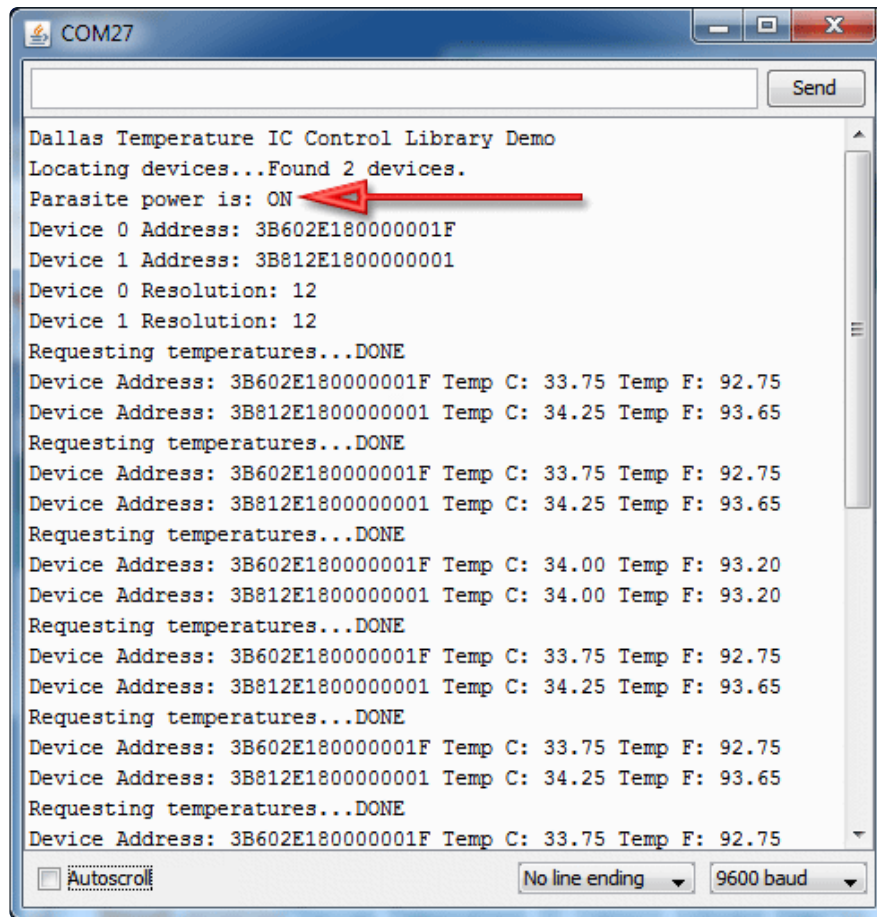 COM27
Send
Dallas Temperature IC Control Library Demo
Locating devices...Found 2 devices.
Parasite power is: ON
Device 0 Address: 3B602E180000001F
Device 1 Address: 3B812E1800000001
Device 0 Resolution: 12
Device 1 Resolution: 12
Requesting temperatures...DONE
Device Address: 3B602E180000001F Temp C: 33.75 Temp F: 92.75
Device Address: 3B812E1800000001 Temp C: 34.25 Temp F: 93.65
Requesting temperatures...DONE
Device Address: 3B602E180000001F Temp C: 33.75 Temp F: 92.75
Device Address: 3B812E1800000001 Temp C: 34.25 Temp F: 93.65
Requesting temperatures...DONE
Device Address: 3B602E180000001F Temp C: 34.00 Temp F: 93.20
Device Address: 3B812E1800000001 Temp C: 34.00 Temp F: 93.20
Requesting temperatures...DONE
Device Address: 3B602E180000001F Temp C: 33.75 Temp F: 92.75
Device Address: 3B812E1800000001 Temp C: 34.25 Temp F: 93.65
Requesting temperatures...DONE
Device Address: 3B602E180000001F Temp C: 33.75 Temp F: 92.75
Device Address: 3B812E1800000001 Temp C: 34.25 Temp F: 93.65
Requesting temperatures...DONE
Device Address: 3B602E180000001F Temp C: 33.75 Temp F: 92.75
Autoscroll No line ending 9600 baud